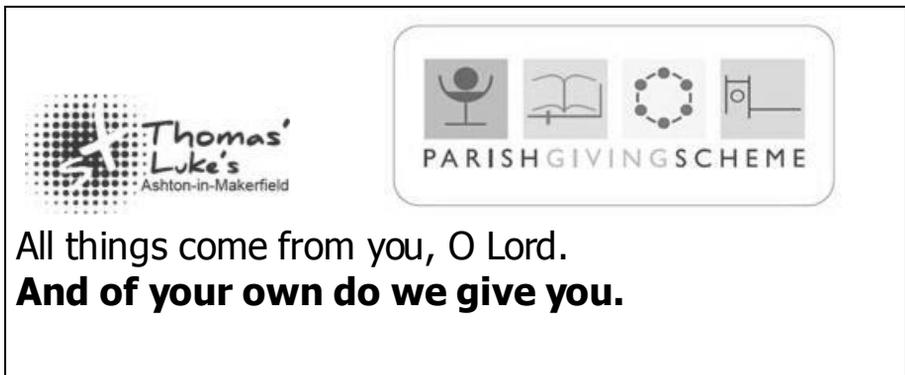 Thomas'
Luke's
Ashton-in-Makerfield
PARISHGIVINGSCHEME
All things come from you, O Lord.
And of your own do we give you.